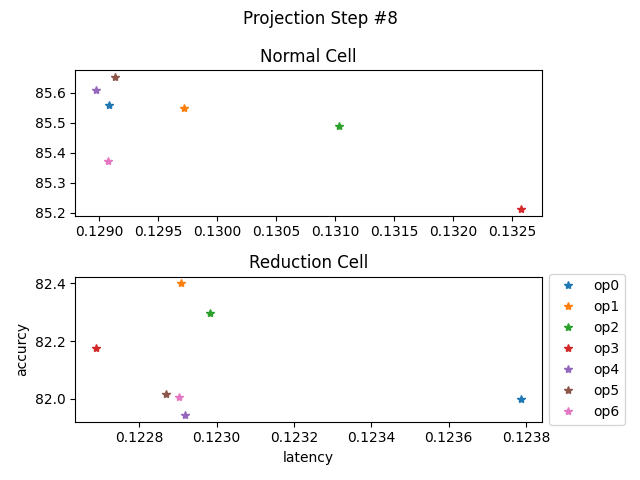 Projection Step #8
Normal Cell
85.6
85.5
85.4
85.3
85.2
0.1290 0.1295 0.1300 0.1305 0.1310 0.1315 0.1320 0.1325
Reduction Cell
82.4
82.2
82.0
accurcy
0.1228 0.1230 0.1232 0.1234 0.1236 0.1238
latency
op0
op1
op2
op3
op4
op5
op6